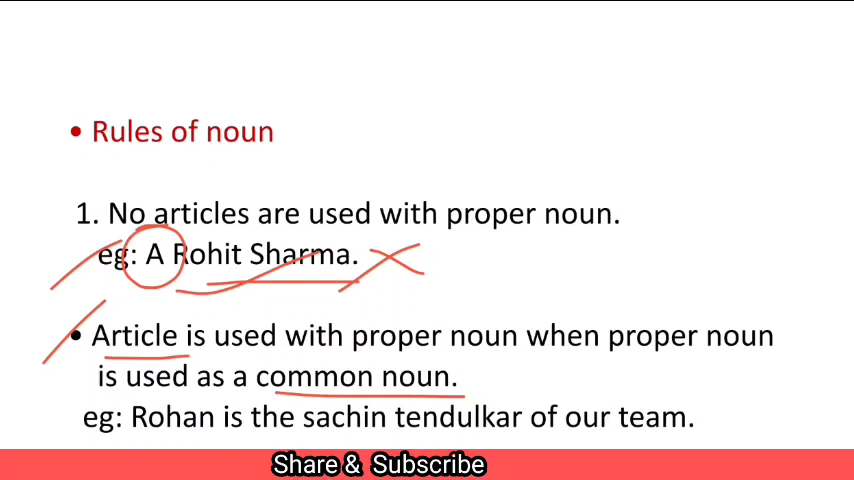 • Rules of noun
1. No articles are used with proper noun.
eg: A Rohit Sharma.
• Article is used with proper noun when proper noun
is used as a common noun.
eg: Rohan is the sachin tendulkar of our team.
Share & Subscribe